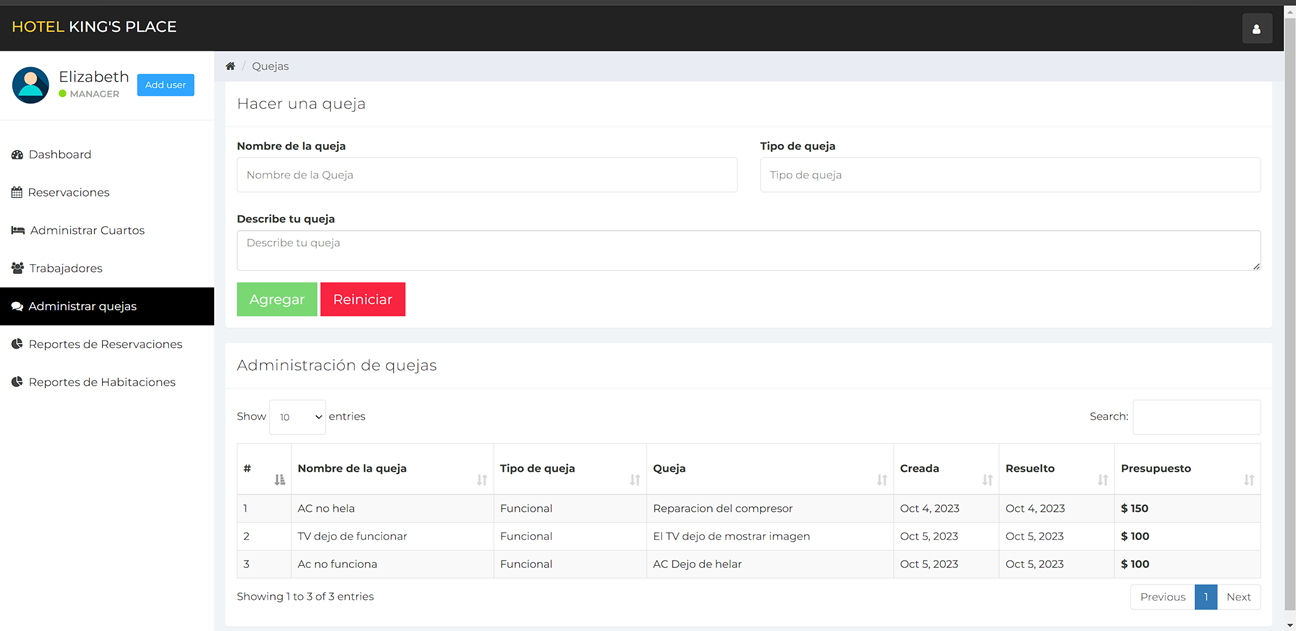 HOTEL KING'S PLACE
Elizabeth
MANAGER
Add user
Dashboard
Reservaciones
Administrar Cuartos
Trabajadores
Administrar quejas
Reportes de Reservaciones
Reportes de Habitaciones
/ Quejas
Hacer una queja
Nombre de la queja Tipo de queja
Nombre de la Queja Tipo de queja
Describe tu queja
Describe tu queja
Agregar Reiniciar
Administración de quejas
Show 10 entries Search:
# Nombre de la queja Tipo de queja Queja Creada Resuelto Presupuesto
1 AC no hela Funcional Reparacion del compresor Oct 4, 2023 Oct 4, 2023 $ 150
2 TV dejo de funcionar Funcional El TV dejo de mostrar imagen Oct 5, 2023 Oct 5, 2023 $ 100
3 Ac no funciona Funcional AC Dejo de helar Oct 5, 2023 Oct 5, 2023 $ 100
Showing 1 to 3 of 3 entries Previous 1 Next